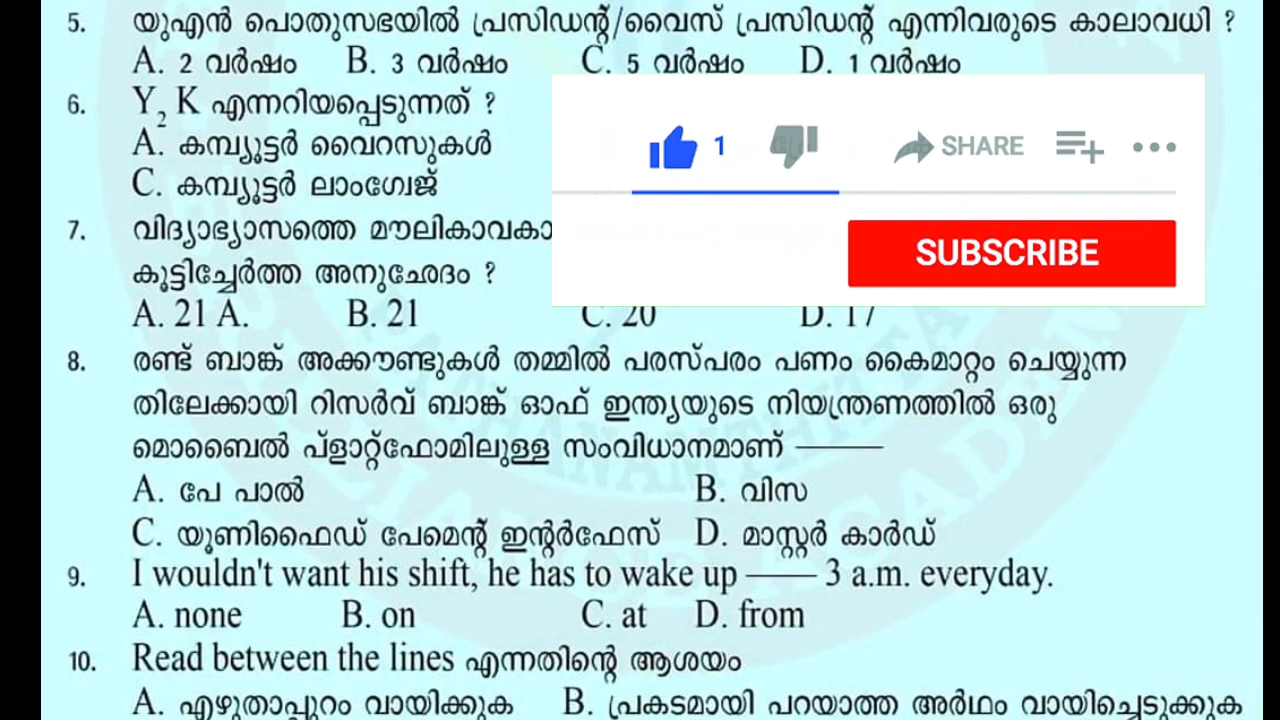 5. യുഎൻ പൊതുസഭയിൽ പ്രസിഡന്റ്/വൈസ് പ്രസിഡന്റ് എന്നിവരുടെ കാലാവധി ?
A. 2 വർഷം B. 3 വർഷം C. 5 വർഷം D. 1 വർഷം
6. Y₂ K എന്നറിയപ്പെടുന്നത് ?
A. കമ്പ്യൂട്ടർ വൈറസുകൾ
1 SHARE
C. കമ്പ്യൂട്ടർ ലാംഗ്വേജ്
7. വിദ്യാഭ്യാസത്തെ
SUBSCRIBE
കൂട്ടിച്ചേർത്ത അനുഛേദം ?
A. 21 A. B. 21 C. 20 D. 17
8. രണ്ട് ബാങ്ക് അക്കൗണ്ടുകൾ തമ്മിൽ പരസ്പരം പണം കൈമാറ്റം ചെയ്യുന്ന
തിലേക്കായി റിസർവ് ബാങ്ക് ഓഫ് ഇന്ത്യയുടെ നിയന്ത്രണത്തിൽ ഒരു
മൊബൈൽ പ്ളാറ്റ്ഫോമിലുള്ള സംവിധാനമാണ് ———
A. പേ പാൽ B. വിസ
C. യൂണിഫൈഡ് പേമെന്റ് ഇന്റർഫേസ് D. മാസ്റ്റർ കാർഡ്
9. I wouldn't want his shift, he has to wake up —— 3 a.m. everyday.
A. none B. on C. at D. from
10. Read between the lines എന്നതിന്റെ ആശയം
A. എഴുതാപ്പുറം വായിക്കുക B. പ്രകടമായി പറയാത്ത അർഥം വായിച്ചെടുക്കുക